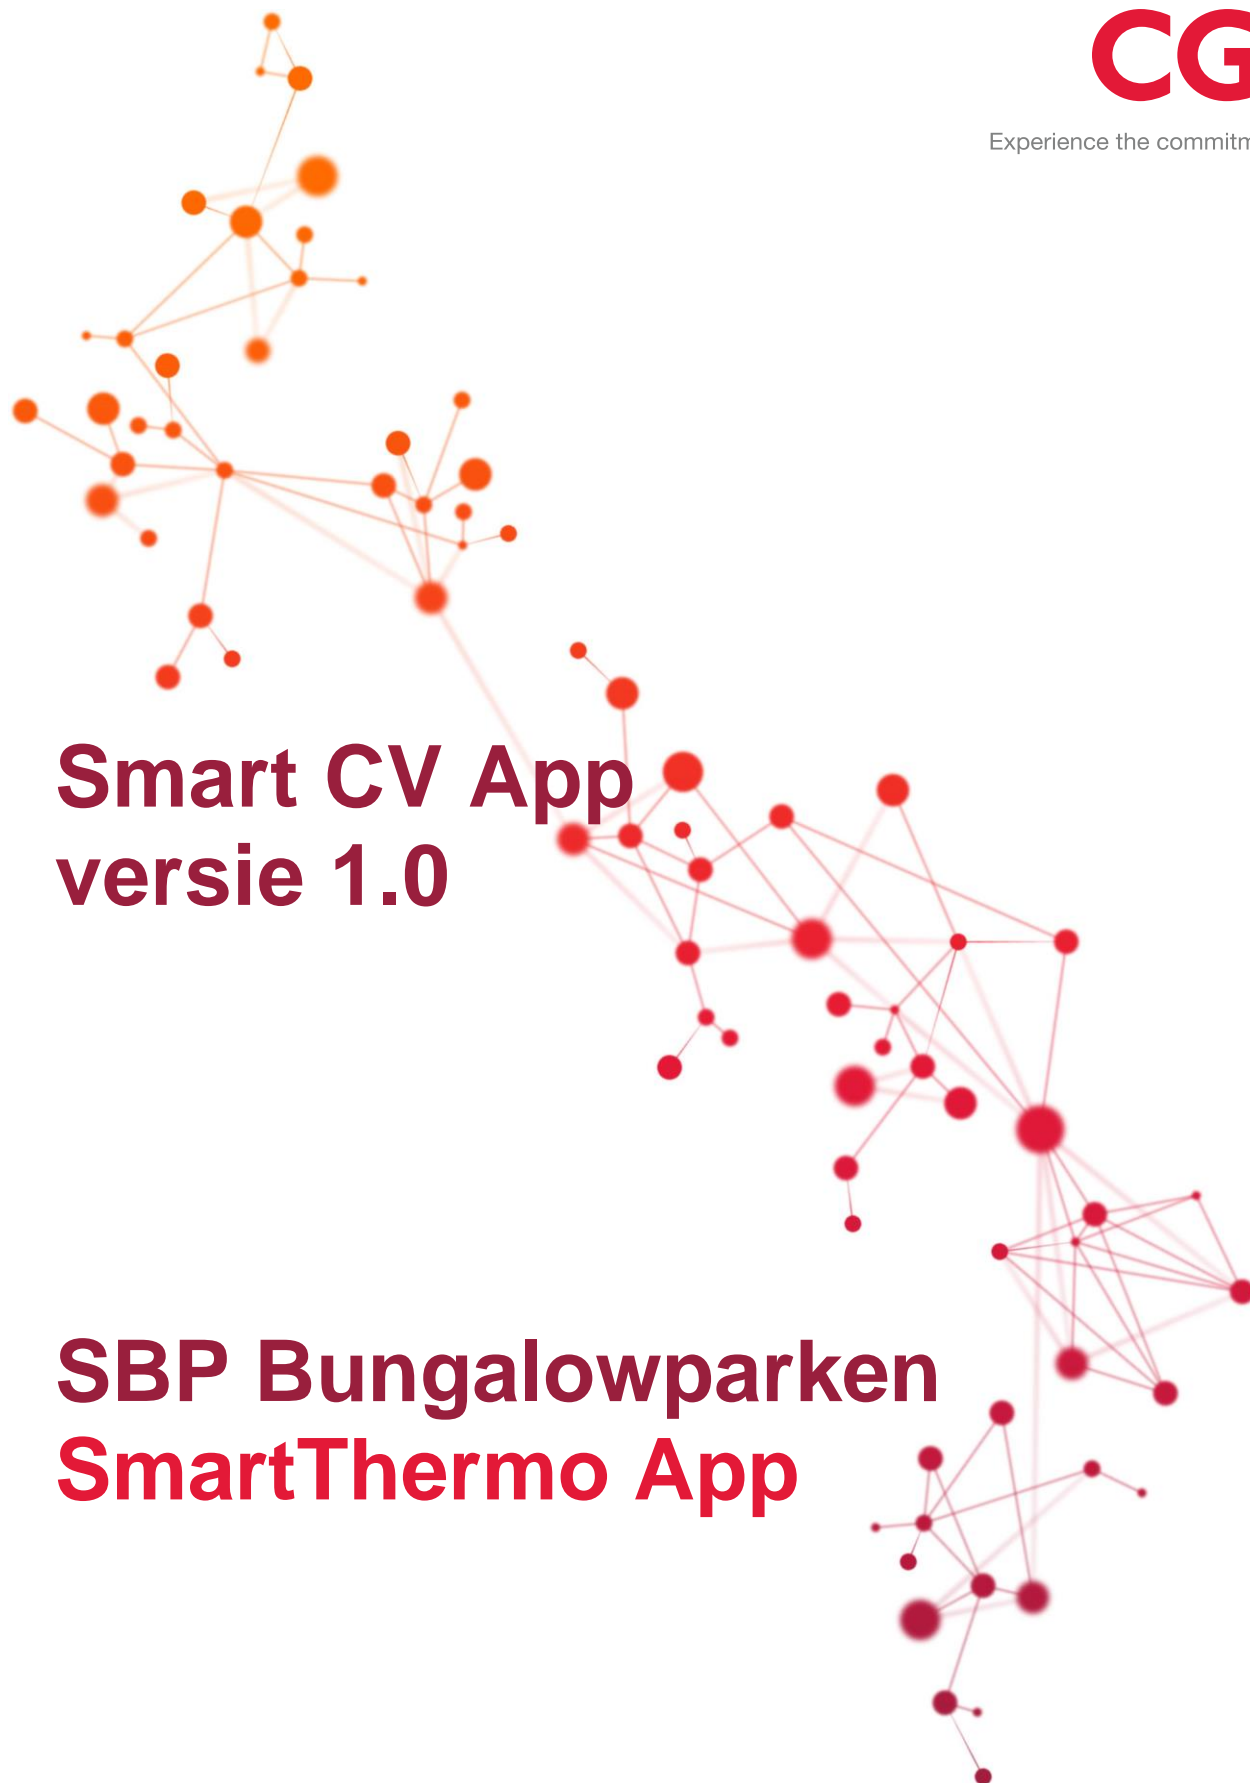 CG
Experience the commitm
Smart CV App
versie 1.0
SBP Bungalowparken
SmartThermo App